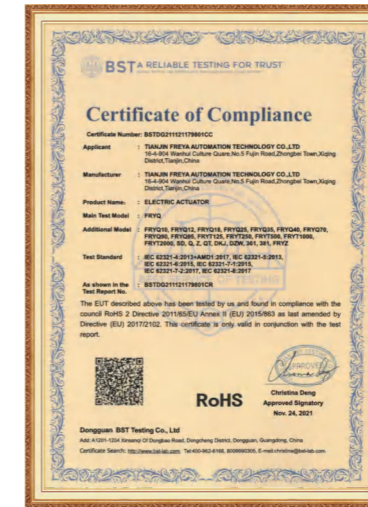 BST A RELIABLE TESTING FOR TRUST
Certificate of Compliance
Certificate Number: BSTDG211121179801CC
Applicant : TIANJIN FREYA AUTOMATION TECHNOLOGY CO.,LTD
16-4-904 Wanhui Culture Quare,No.5 Fujin Road,Zhongbei Town,Xiqing
District,Tianjin,China
Manufacturer : TIANJIN FREYA AUTOMATION TECHNOLOGY CO.,LTD
16-4-904 Wanhui Culture Quare,No.5 Fujin Road,Zhongbei Town,Xiqing
District,Tianjin,China
Product Name: : ELECTRIC ACTUATOR
Main Test Model : FRYQ
Additional Model : FRYQ10, FRYQ12, FRYQ18, FRYQ25, FRYQ35, FRYQ40, FRYQ70,
FRYQ90, FRYQ95, FRYT125, FRYT250, FRYT500, FRYT1000,
FRYT2000, SD, Q, Z, QT, DKJ, DZW, 361, 381, FRYZ
Test Standard : IEC 62321-4:2013+AMD1:2017, IEC 62321-5:2013,
IEC 62321-6:2015, IEC 62321-7-1:2015,
IEC 62321-7-2:2017, IEC 62321-8:2017
As shown in the
Test Report No. : BSTDG211121179801CR
The EUT described above has been tested by us and found in compliance with the
council RoHS 2 Directive 2011/65/EU Annex II (EU) 2015/863 as last amended by
Directive (EU) 2017/2102. This certificate is only valid in conjunction with the test
report.
APPROVED
RoHS
Christina Deng
Approved Signatory
Nov. 24, 2021
Dongguan BST Testing Co., Ltd
Certificate Search: http://www.bst-lab.com